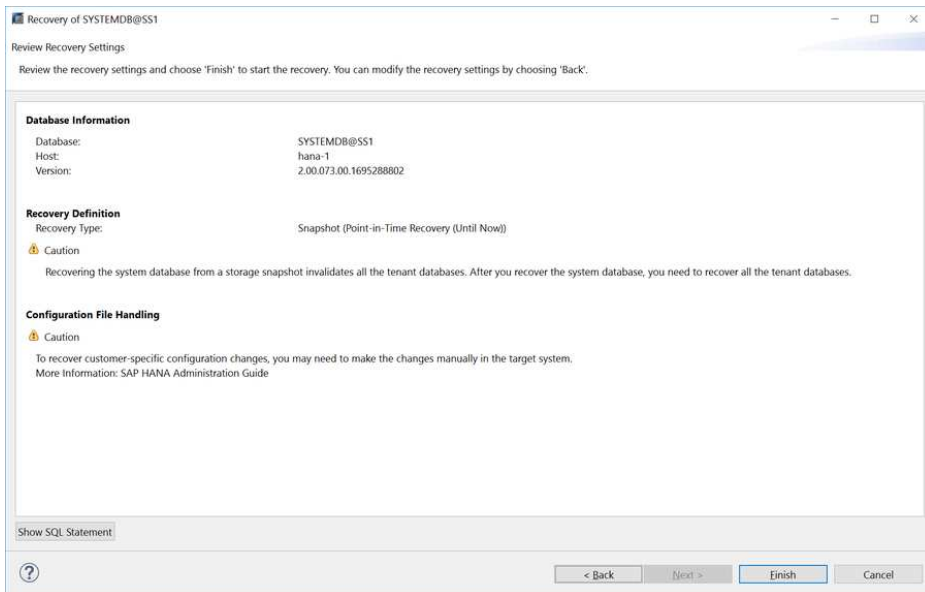 Recovery of SYSTEMDB@SS1
Review Recovery Settings
Review the recovery settings and choose 'Finish' to start the recovery. You can modify the recovery settings by choosing 'Back'.
Database Information
Database: SYSTEMDB@SS1
Host: hana-1
Version: 2.00.073.00.1695288802
Recovery Definition
Recovery Type: Snapshot (Point-in-Time Recovery (Until Now))
Caution
Recovering the system database from a storage snapshot invalidates all the tenant databases. After you recover the system database, you need to recover all the tenant databases.
Configuration File Handling
Caution
To recover customer-specific configuration changes, you may need to make the changes manually in the target system.
More Information: SAP HANA Administration Guide
Show SQL Statement
? < Back Next > Finish Cancel